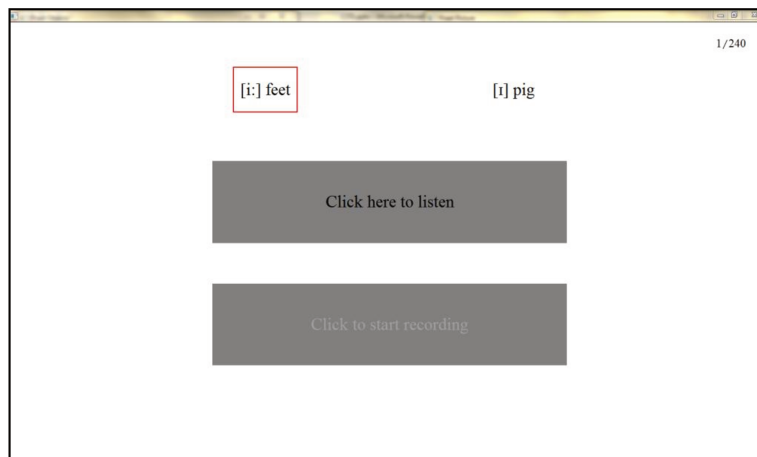 1/240
[i:] feet
[ɪ] pig
Click here to listen
Click to start recording